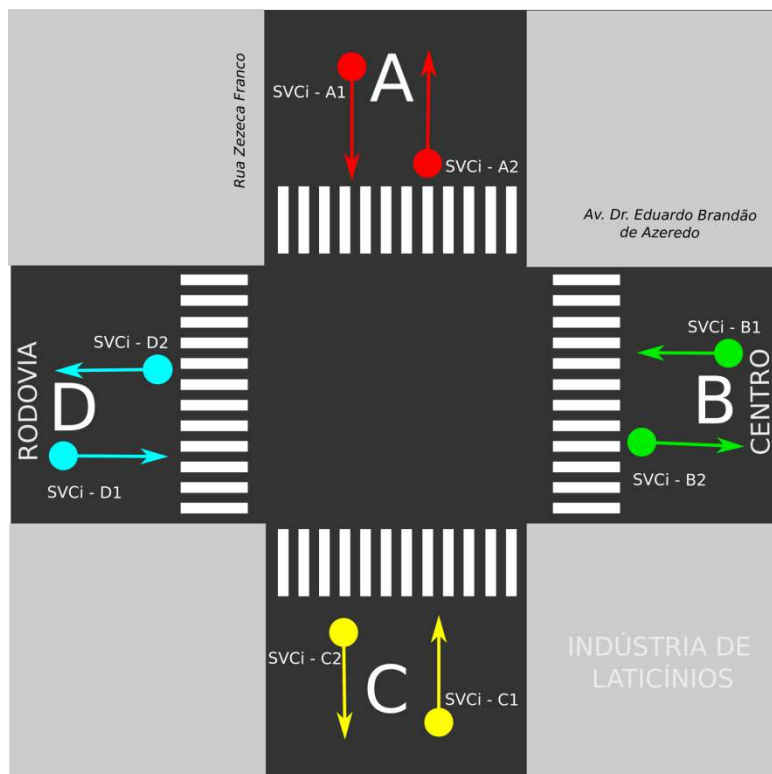 A
SVCi - A1
SVCi - A2
Rua Zezeca Franco
Av. Dr. Eduardo Brandão
de Azeredo
RODOVIA
D
SVCi - D2
SVCi - D1
SVCi - B1
B
CENTRO
SVCi - B2
SVCi - C2
C
SVCi - C1
INDÚSTRIA DE
LATICÍNIOS